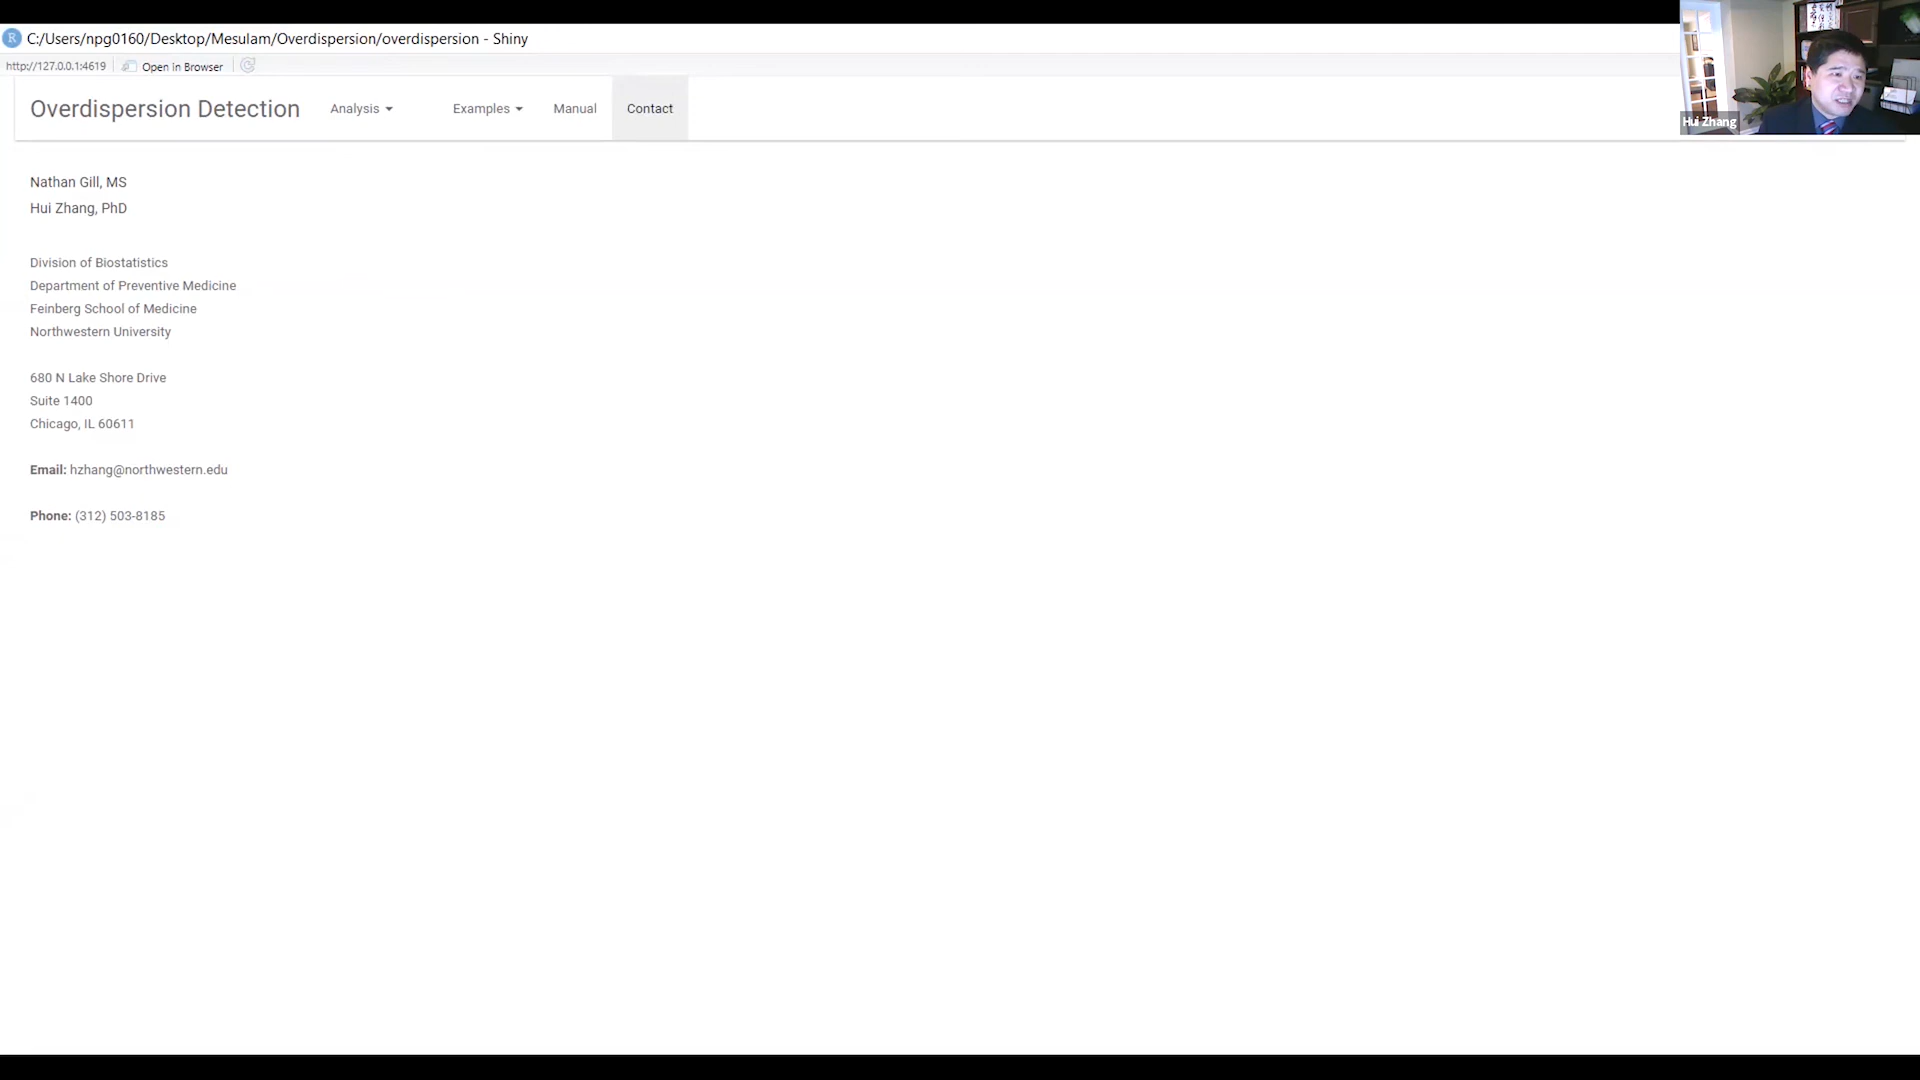 C:/Users/npg0160/Desktop/Mesulam/Overdispersion/overdispersion - Shiny
http://127.0.0.1:4619 Open in Browser
Overdispersion Detection Analysis Examples Manual Contact
Hui Zhang
Nathan Gill, MS
Hui Zhang, PhD
Division of Biostatistics
Department of Preventive Medicine
Feinberg School of Medicine
Northwestern University
680 N Lake Shore Drive
Suite 1400
Chicago, IL 60611
Email: hzhang@northwestern.edu
Phone: (312) 503-8185